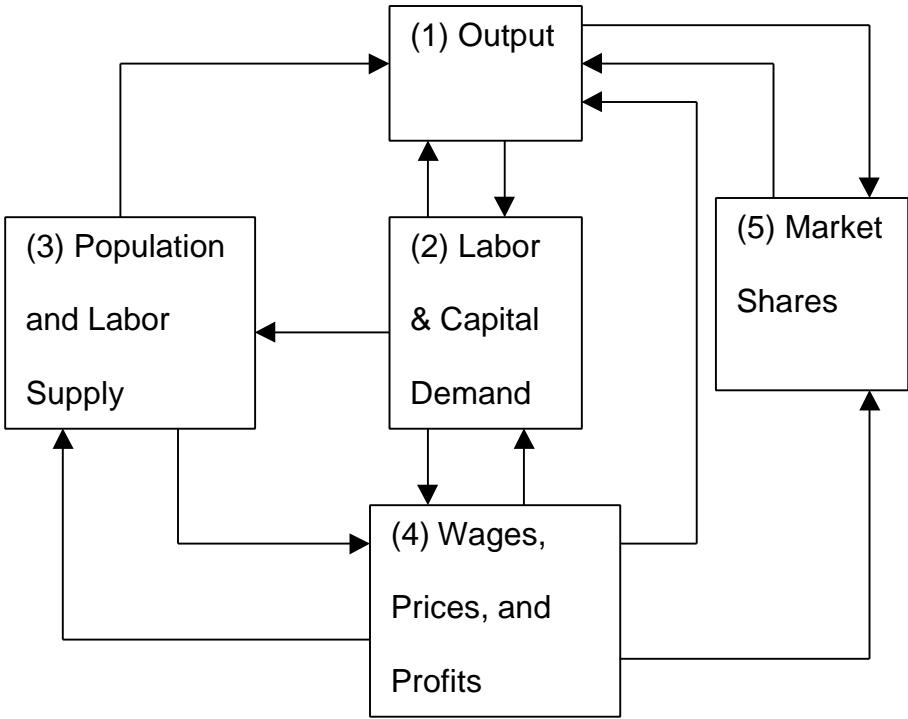 (1) Output
(3) Population
and Labor
Supply
(2) Labor
& Capital
Demand
(5) Market
Shares
(4) Wages,
Prices, and
Profits